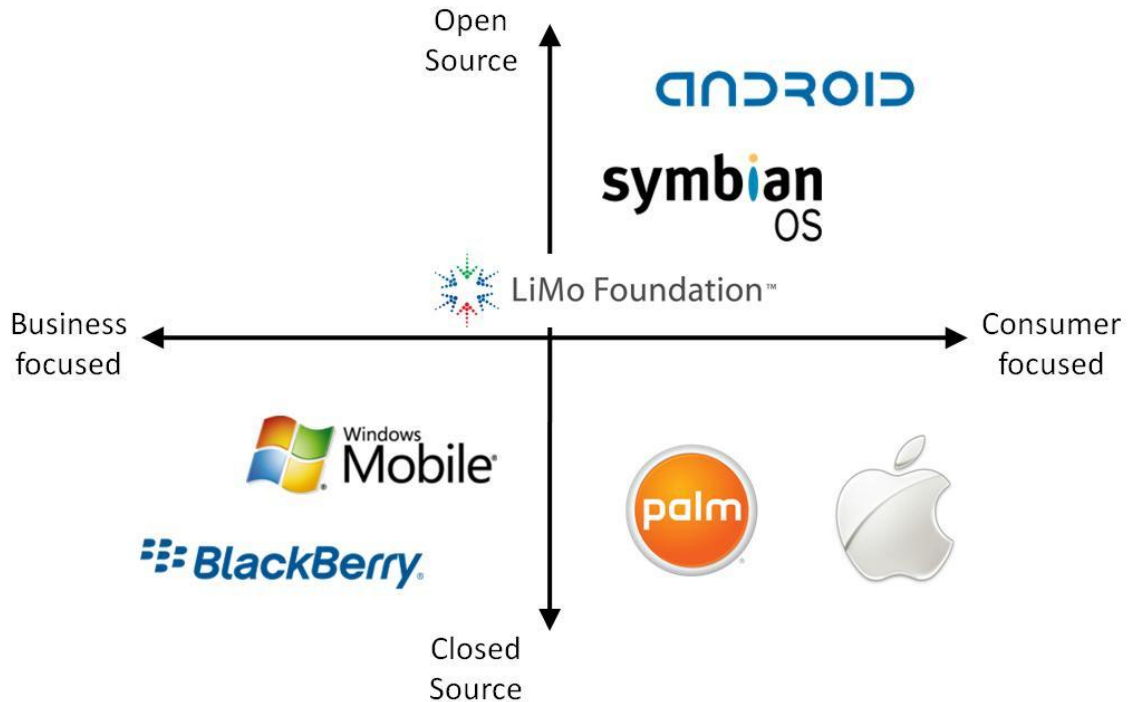 Open
Source
ANDROID
symbian
OS
LiMo Foundation™
Business
focused
Consumer
focused
Windows
Mobile®
palm®
BlackBerry®
Closed
Source